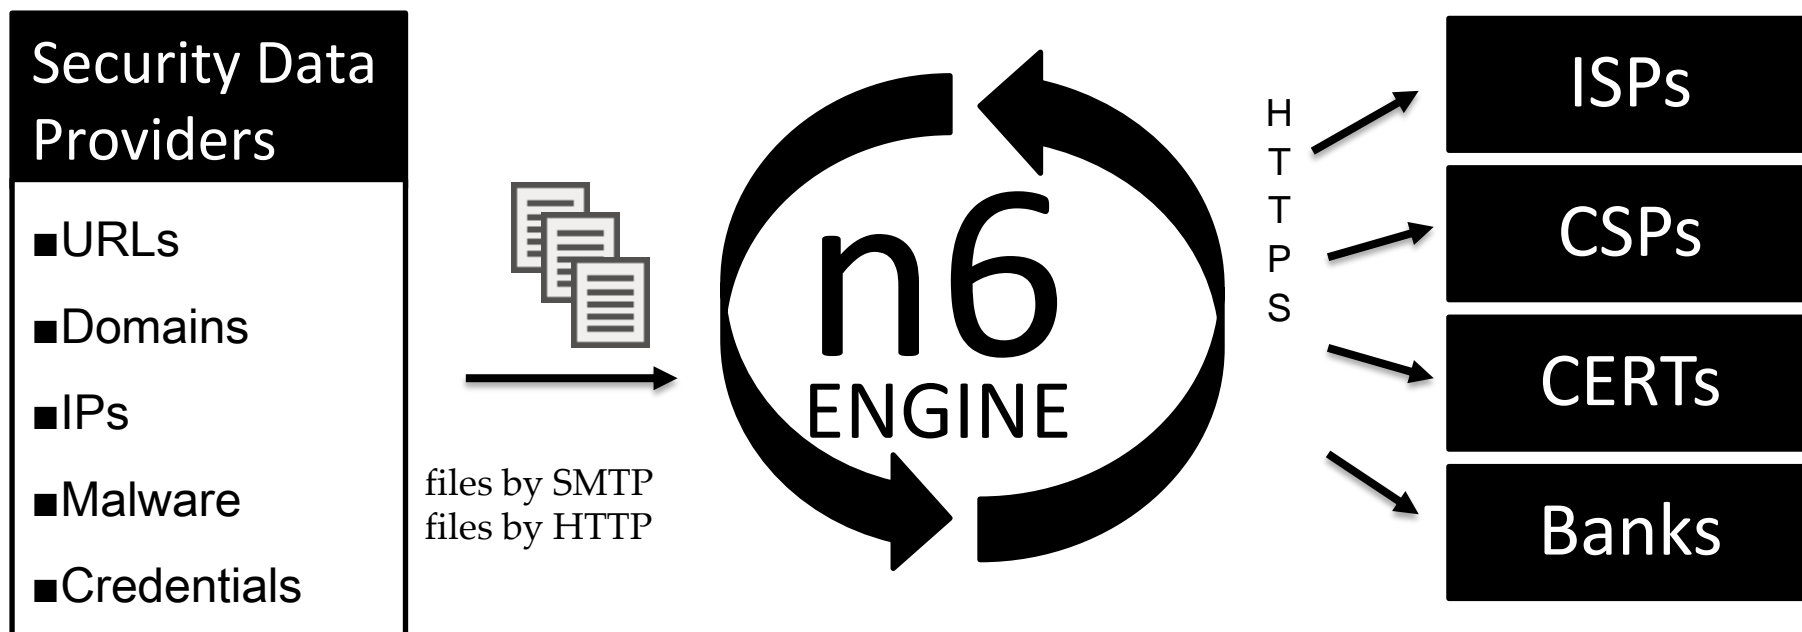 Security Data
Providers
■URLs
■Domains
■IPs
■Malware
■Credentials
files by SMTP
files by HTTP
n6
ENGINE
H
T
T
P
S
ISPs
CSPs
CERTs
Banks